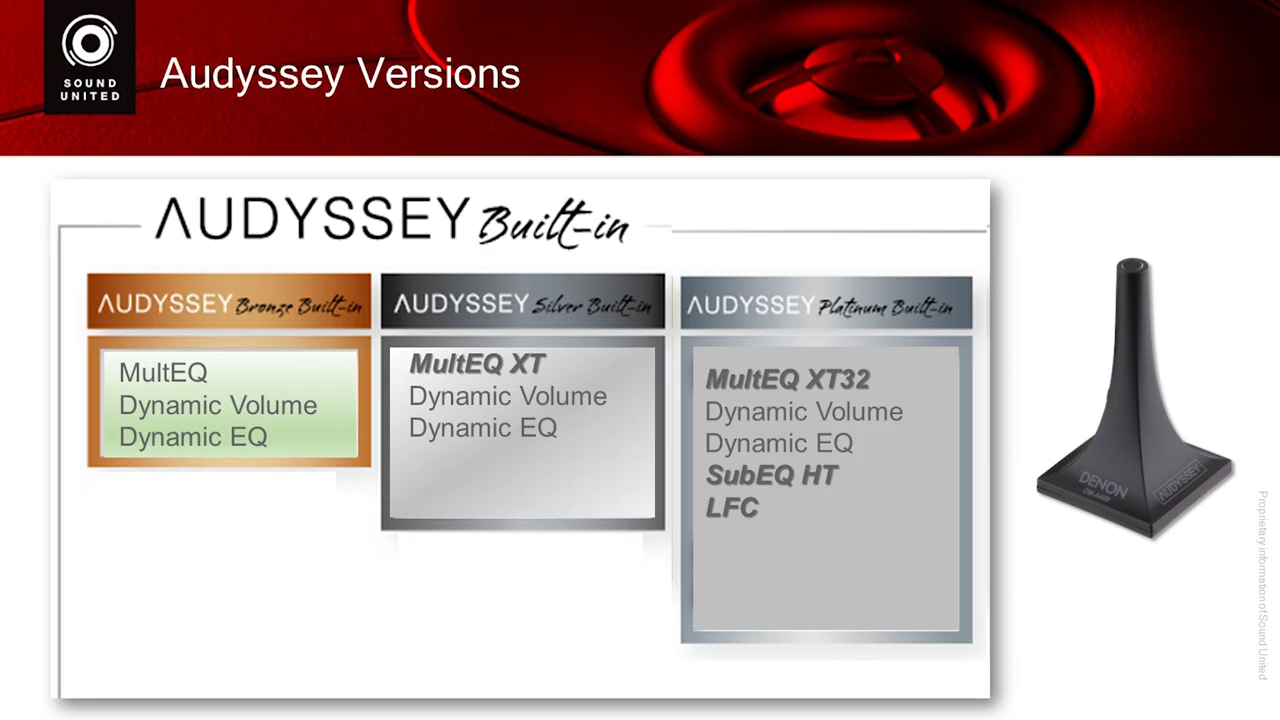 SOUND
UNITED
Audyssey Versions
AUDYSSEY Built-in
AUDYSSEY Bronze Built-in
MultEQ
Dynamic Volume
Dynamic EQ
AUDYSSEY Silver Built-in
MultEQ XT
Dynamic Volume
Dynamic EQ
AUDYSSEY Platinum Built-in
MultEQ XT32
Dynamic Volume
Dynamic EQ
SubEQ HT
LFC
DENON
AUDYSSEY
Proprietary information of Sound United